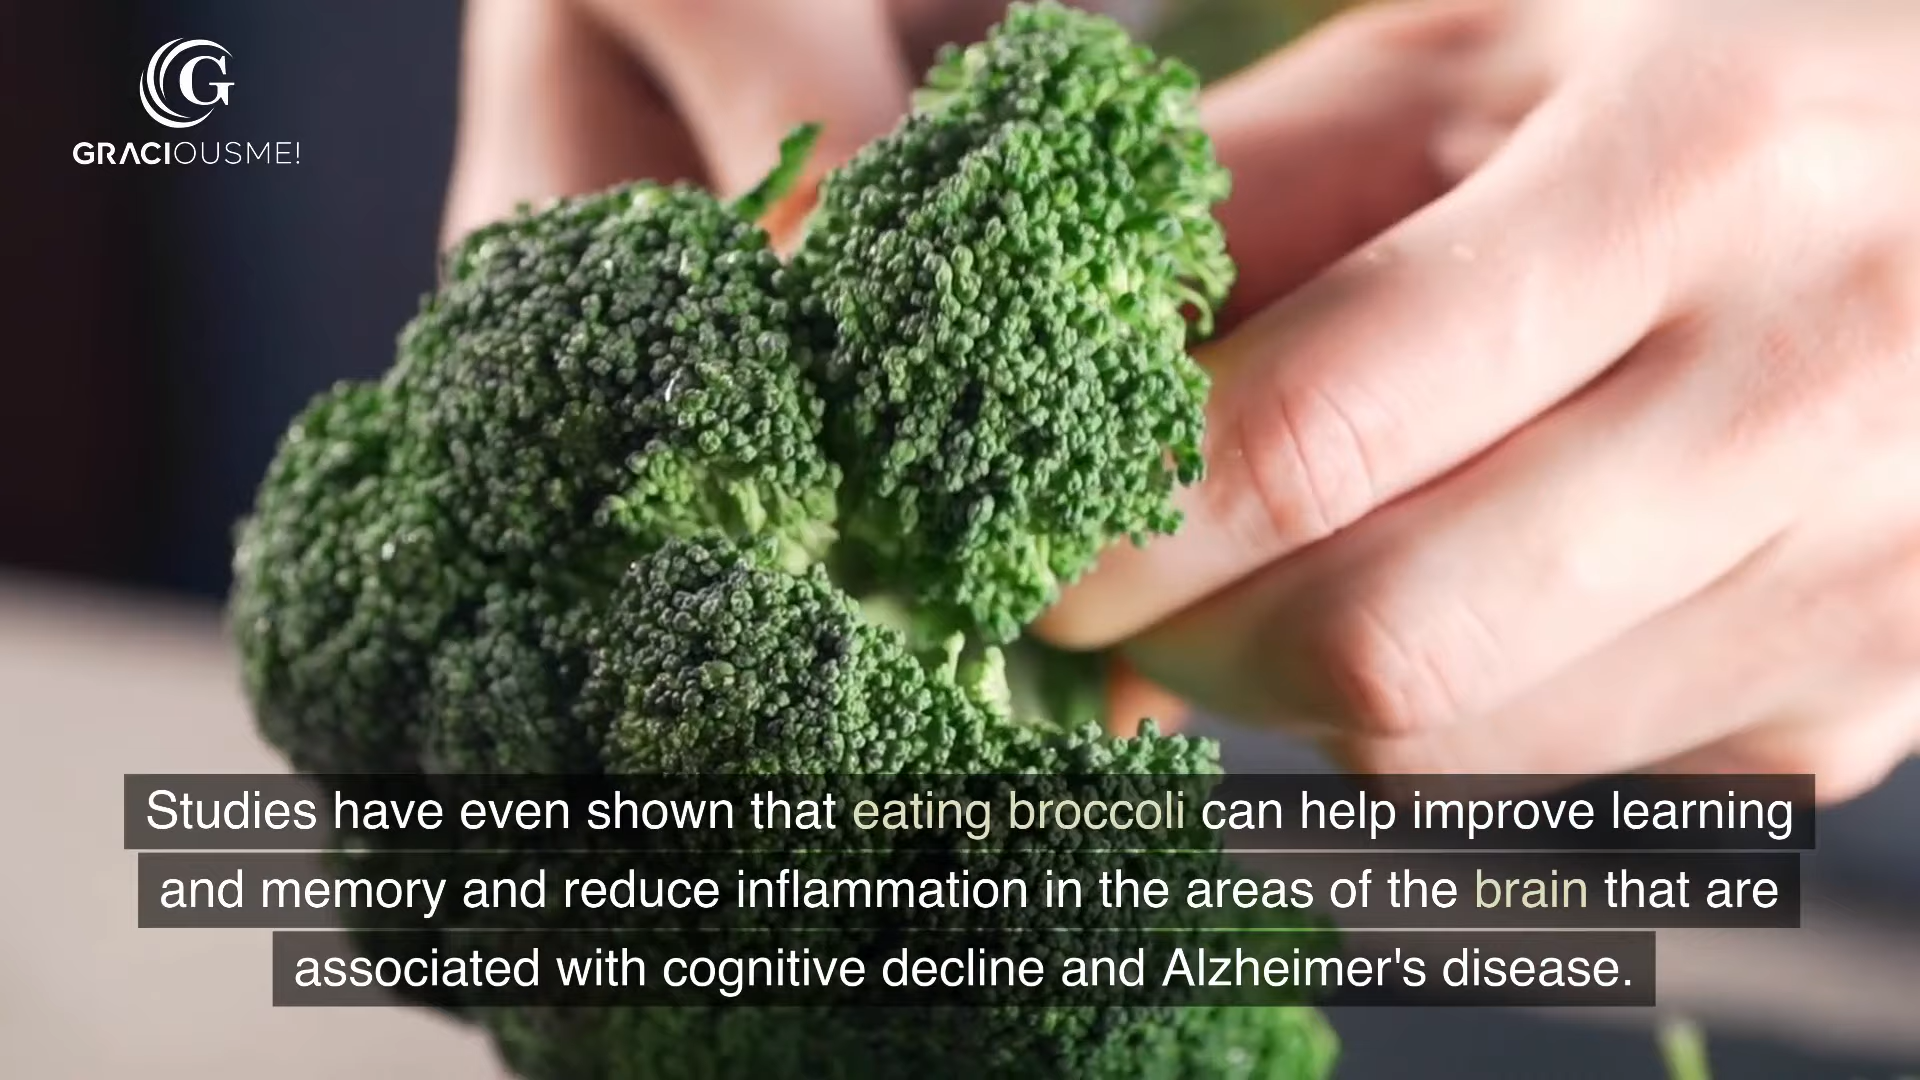 G
GRACIOUSME!
Studies have even shown that eating broccoli can help improve learning
and memory and reduce inflammation in the areas of the brain that are
associated with cognitive decline and Alzheimer's disease.